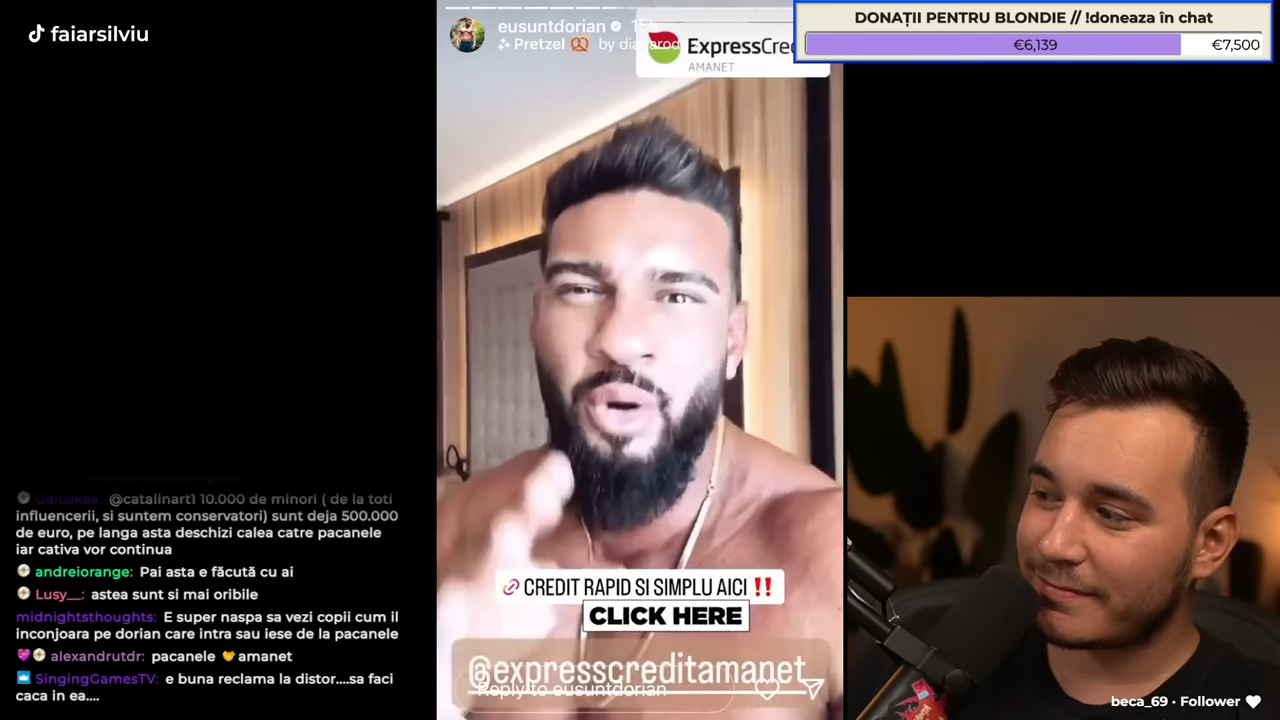 faiarsilviu
eusuntdorian 15h
Pretzel 🥨 by
ExpressCre
AMANET
DONAȚII PENTRU BLONDIE // !doneaza în chat
€6,139
€7,500
Galuskaa: @catalinart1 10.000 de minori ( de la toti
influencerii, si suntem conservatori) sunt deja 500.000
de euro, pe langa asta deschizi calea catre pacanele
iar cativa vor continua
andreiorange: Pai asta e făcută cu ai
Lusy__: astea sunt si mai oribile
midnightsthoughts: E super naspa sa vezi copii cum il
inconjoara pe dorian care intra sau iese de la pacanele
alexandrutdr: pacanele 🤝 amanet
SingingGamesTV: e buna reclama la distor....sa faci
caca in ea....
CREDIT RAPID SI SIMPLU AICI ‼️
CLICK HERE
@expresscreditamanet
Reply to eusuntdorian
beca_69 · Follower